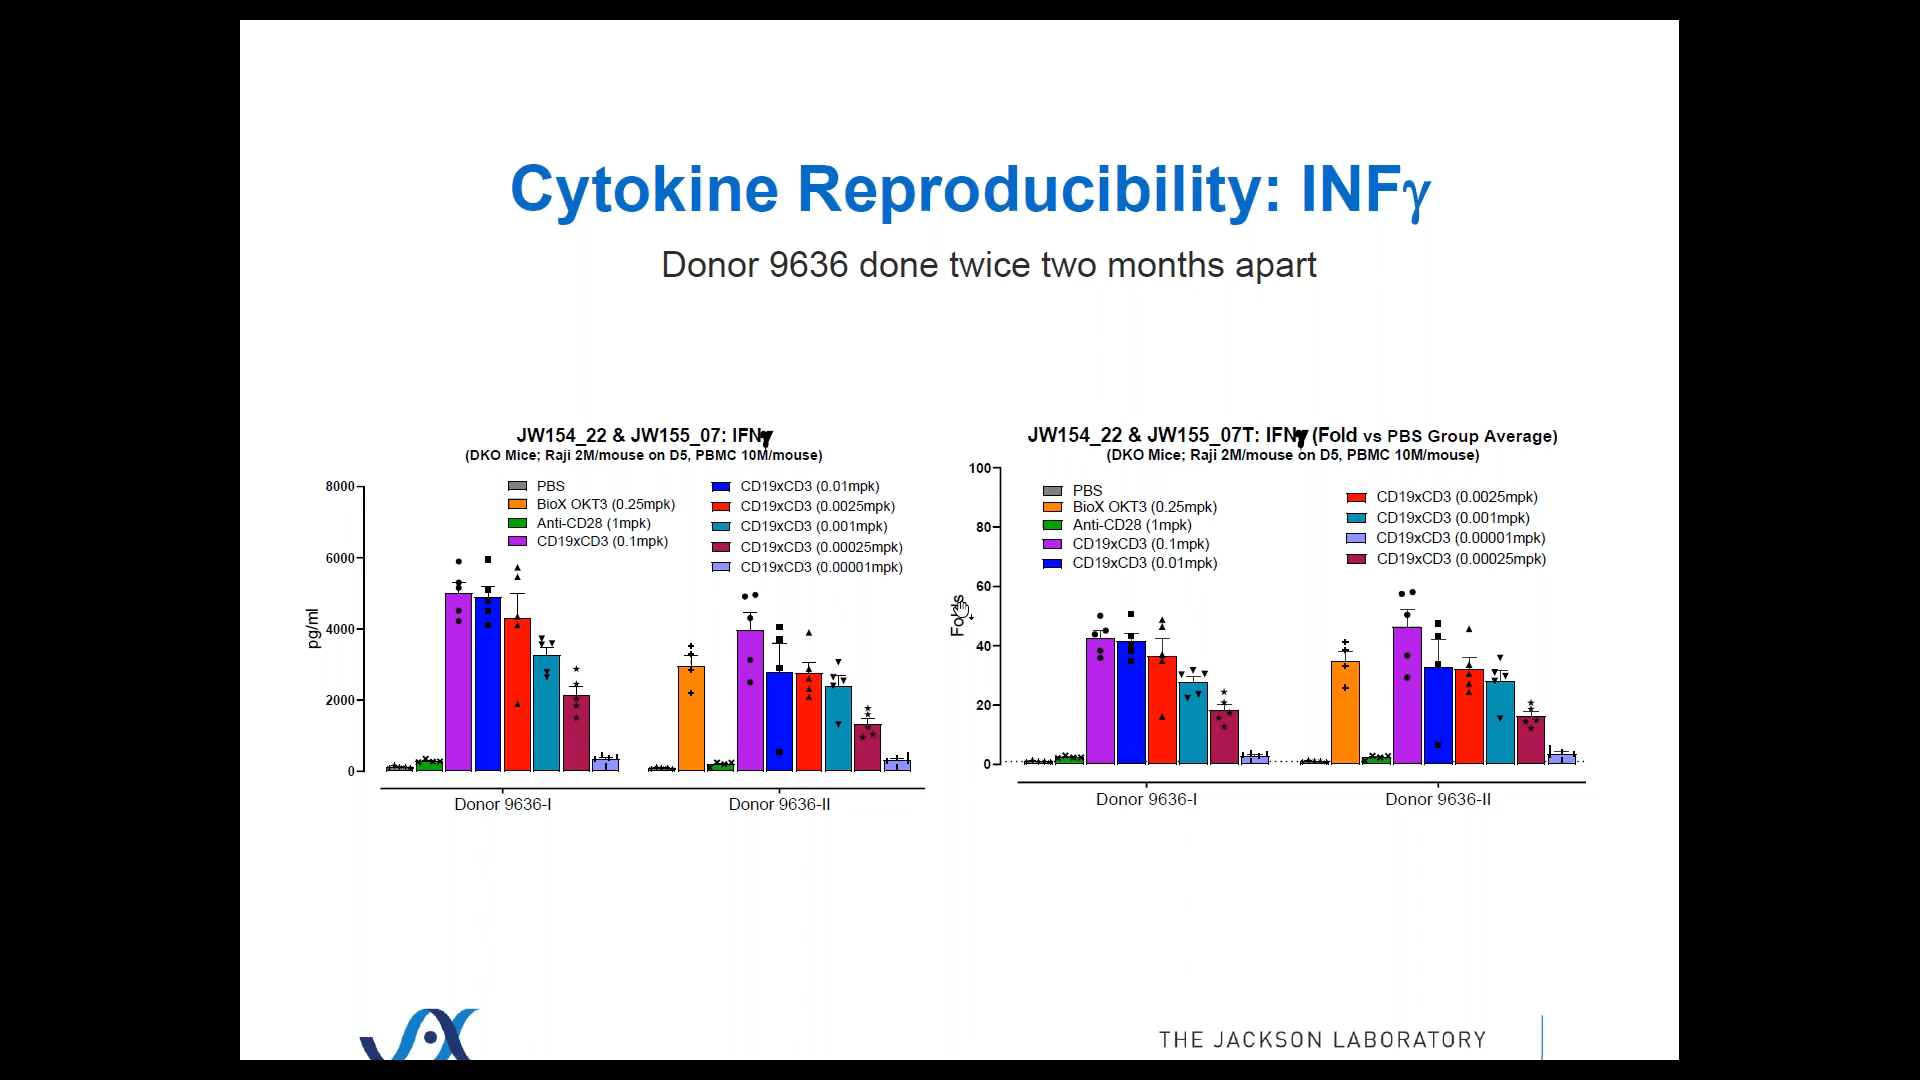 Cytokine Reproducibility: INFγ
Donor 9636 done twice two months apart
JW154_22 & JW155_07: IFNγ
(DKO Mice; Raji 2M/mouse on D5, PBMC 10M/mouse)
PBS
BioX OKT3 (0.25mpk)
Anti-CD28 (1mpk)
CD19xCD3 (0.1mpk)
CD19xCD3 (0.01mpk)
CD19xCD3 (0.0025mpk)
CD19xCD3 (0.001mpk)
CD19xCD3 (0.00025mpk)
CD19xCD3 (0.00001mpk)
8000
6000
4000
2000
0
pg/ml
Donor 9636-I
Donor 9636-II
JW154_22 & JW155_07T: IFNγ (Fold vs PBS Group Average)
(DKO Mice; Raji 2M/mouse on D5, PBMC 10M/mouse)
PBS
BioX OKT3 (0.25mpk)
Anti-CD28 (1mpk)
CD19xCD3 (0.1mpk)
CD19xCD3 (0.01mpk)
CD19xCD3 (0.0025mpk)
CD19xCD3 (0.001mpk)
CD19xCD3 (0.00001mpk)
CD19xCD3 (0.00025mpk)
100
80
60
40
20
0
Folds
Donor 9636-I
Donor 9636-II
THE JACKSON LABORATORY